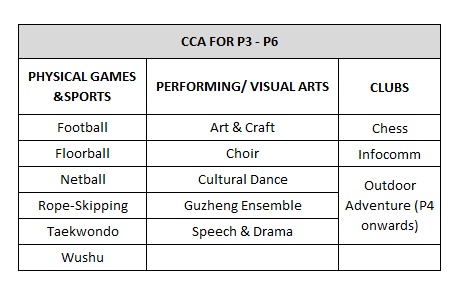 CCA FOR P3 - P6
PHYSICAL GAMES
&SPORTS
PERFORMING/ VISUAL ARTS
CLUBS
Football
Art & Craft
Chess
Floorball
Choir
Infocomm
Netball
Cultural Dance
Outdoor
Adventure (P4
onwards)
Rope-Skipping
Guzheng Ensemble
Taekwondo
Speech & Drama
Wushu